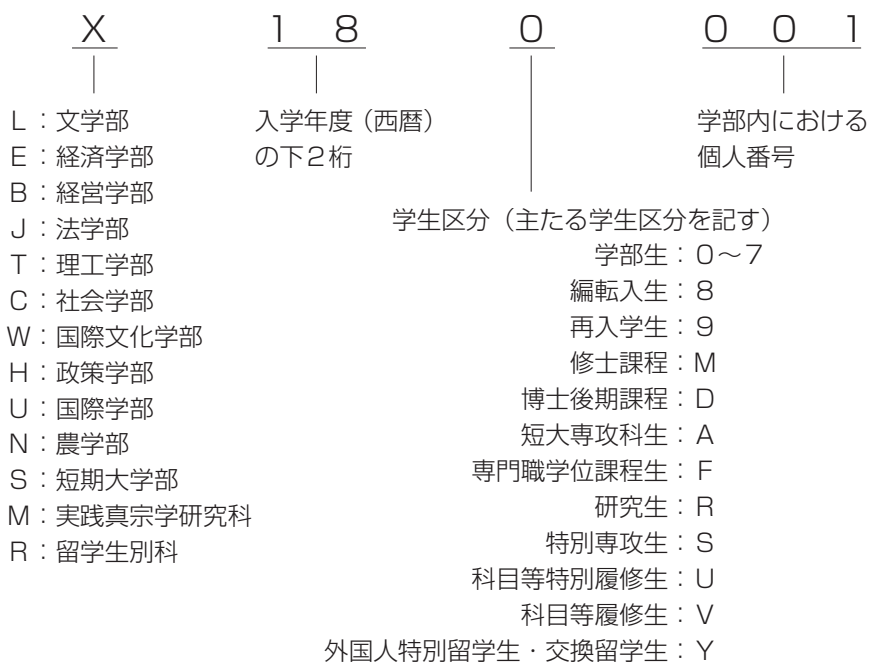 X 18 0 001
L：文学部
E：経済学部
B：経営学部
J：法学部
T：理工学部
C：社会学部
W：国際文化学部
H：政策学部
U：国際学部
N：農学部
S：短期大学部
M：実践真宗学研究科
R：留学生別科
入学年度（西暦）
の下2桁
学部内における
個人番号
学生区分（主たる学生区分を記す）
学部生：0～7
編転入生：8
再入学生：9
修士課程：M
博士後期課程：D
短大専攻科生：A
専門職学位課程生：F
研究生：R
特別専攻生：S
科目等特別履修生：U
科目等履修生：V
外国人特別留学生・交換留学生：Y